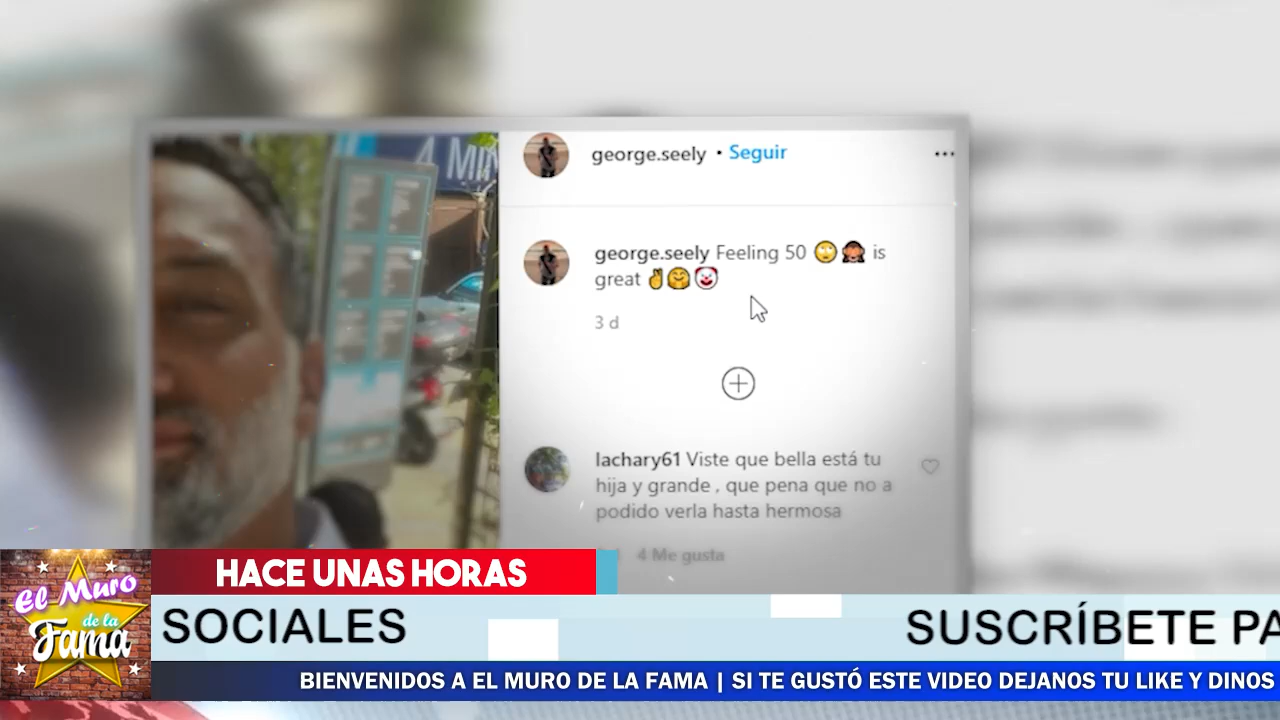 4 MIN
george.seely • Seguir
george.seely Feeling 50 🙄🙈 is
great ✌🤗🤡
3 d
lachary61 Viste que bella está tu
hija y grande , que pena que no a
podido verla hasta hermosa
4 Me gusta
HACE UNAS HORAS
SOCIALES
SUSCRÍBETE PA
El Muro
de la
Fama
BIENVENIDOS A EL MURO DE LA FAMA | SI TE GUSTÓ ESTE VIDEO DEJANOS TU LIKE Y DINOS